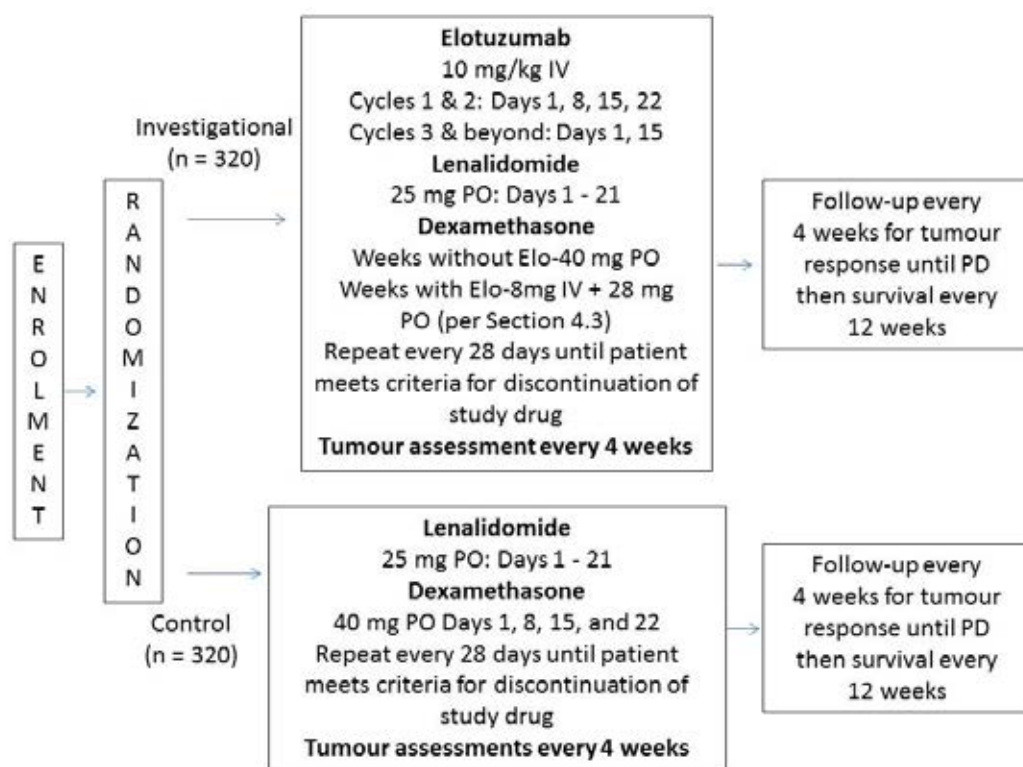 ENROLMENT
RANDOMIZATION
Investigational
(n = 320)
Elotuzumab
10 mg/kg IV
Cycles 1 & 2: Days 1, 8, 15, 22
Cycles 3 & beyond: Days 1, 15
Lenalidomide
25 mg PO: Days 1 - 21
Dexamethasone
Weeks without Elo-40 mg PO
Weeks with Elo-8mg IV + 28 mg
PO (per Section 4.3)
Repeat every 28 days until patient
meets criteria for discontinuation of
study drug
Tumour assessment every 4 weeks
Follow-up every
4 weeks for tumour
response until PD
then survival every
12 weeks
Control
(n = 320)
Lenalidomide
25 mg PO: Days 1 - 21
Dexamethasone
40 mg PO Days 1, 8, 15, and 22
Repeat every 28 days until patient
meets criteria for discontinuation of
study drug
Tumour assessments every 4 weeks
Follow-up every
4 weeks for tumour
response until PD
then survival every
12 weeks